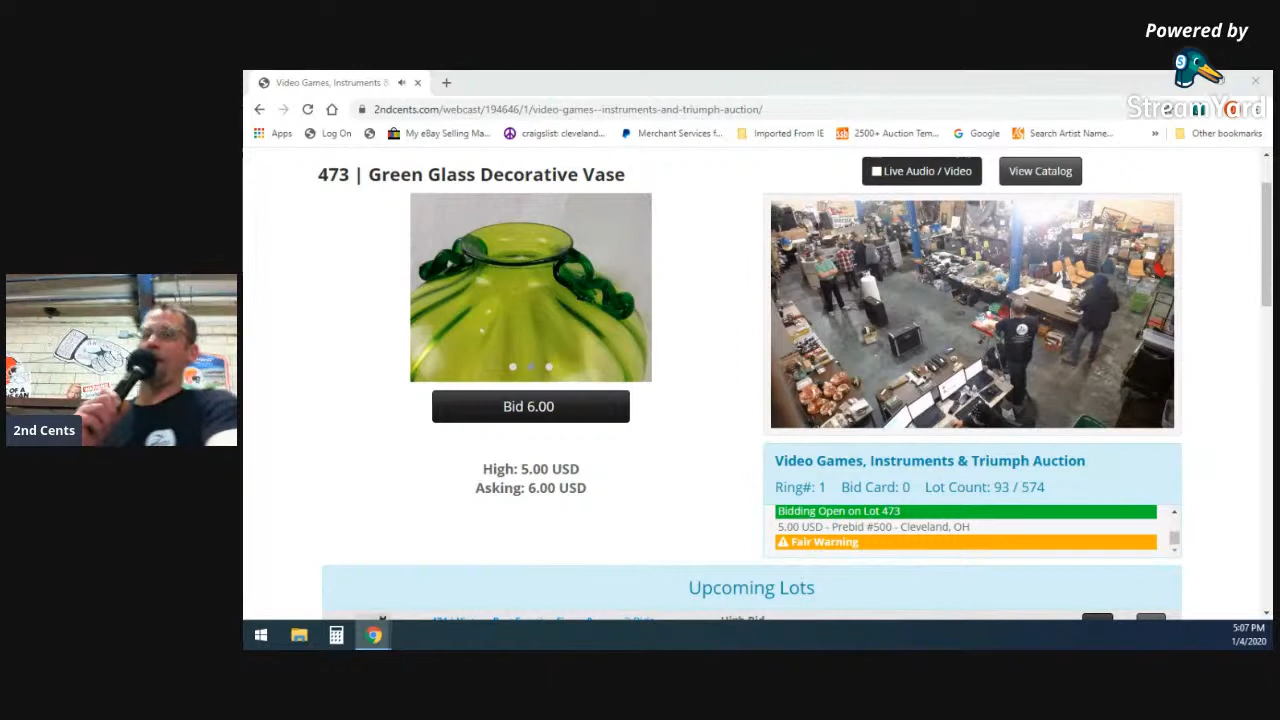 Powered by
StreamYard
Video Games, Instruments &
2ndcents.com/webcast/194646/1/video-games--instruments-and-triumph-auction/
Apps
Log On
My eBay Selling Ma...
craigslist: cleveland...
Merchant Services f...
Imported From IE
2500+ Auction Tem...
Google
Search Artist Name...
»
Other bookmarks
473 | Green Glass Decorative Vase
Live Audio / Video
View Catalog
Bid 6.00
High: 5.00 USD
Asking: 6.00 USD
2nd Cents
Video Games, Instruments & Triumph Auction
Ring#: 1 Bid Card: 0 Lot Count: 93 / 574
Bidding Open on Lot 473
5.00 USD - Prebid #500 - Cleveland, OH
Fair Warning
Upcoming Lots
High Bid
5:07 PM
1/4/2020